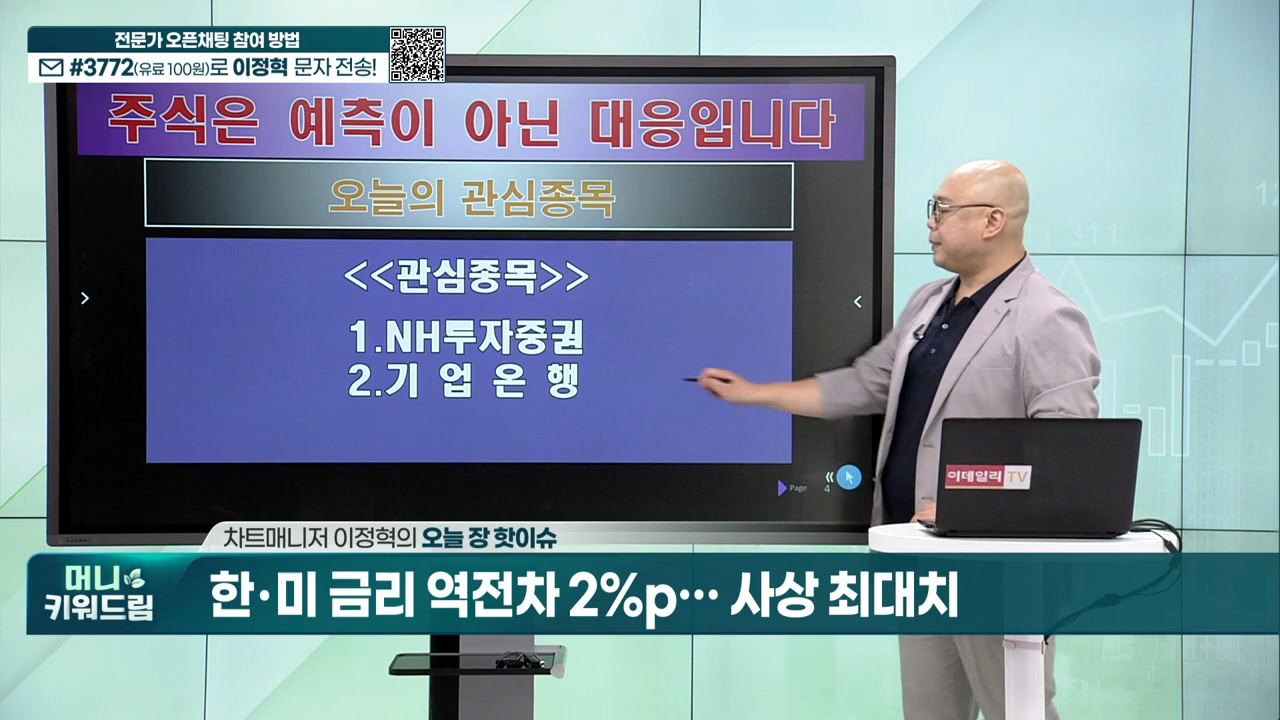 전문가 오픈채팅 참여 방법
#3772(유료 100원)로 이정혁 문자 전송!
주식은 예측이 아닌 대응입니다
오늘의 관심종목
<<관심종목>>
1.NH투자증권
2.기 업 은 행
Page 4
이데일리 TV
차트매니저 이정혁의 오늘 장 핫이슈
머니
키워드림
한·미 금리 역전차 2%p… 사상 최대치